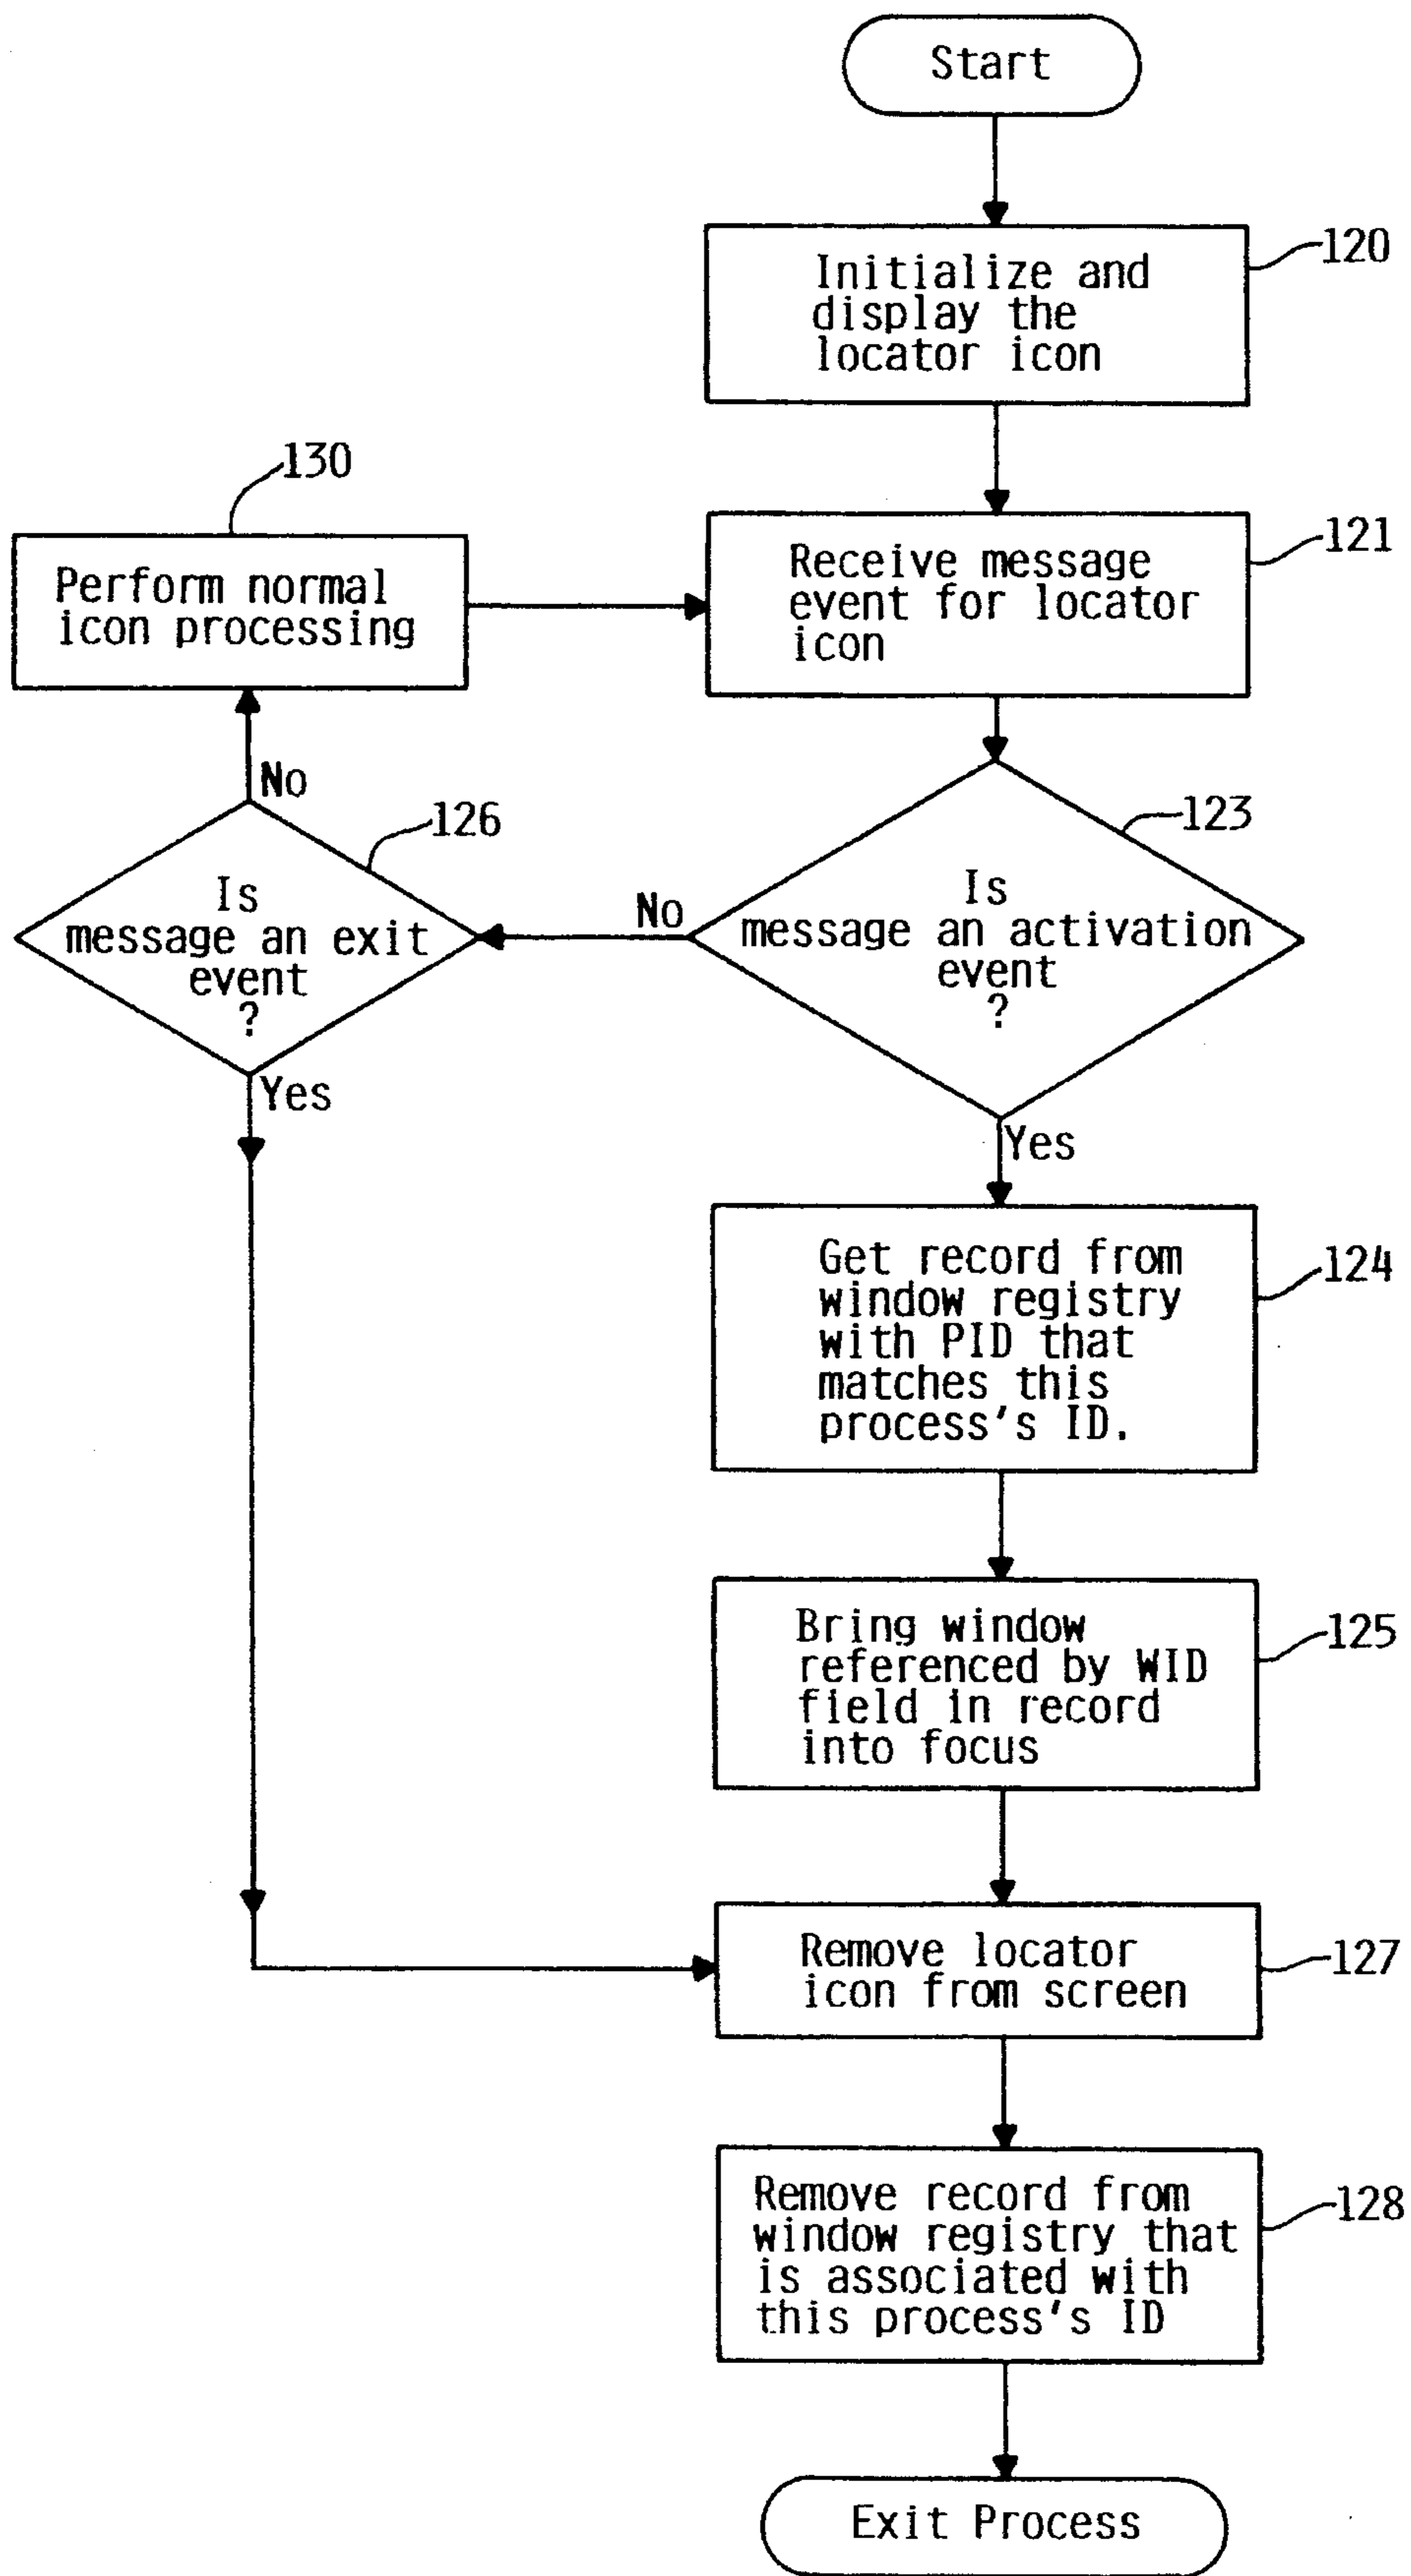 Start
Initialize and
display the
locator icon
120
130
Perform normal
icon processing
Receive message
event for locator
icon
121
No
126
Is
message an exit
event
?
Yes
No
123
Is
message an activation
event
?
Yes
Get record from
window registry
with PID that
matches this
process's ID.
124
Bring window
referenced by WID
field in record
into focus
125
Remove locator
icon from screen
127
Remove record from
window registry that
is associated with
this process's ID
128
Exit Process